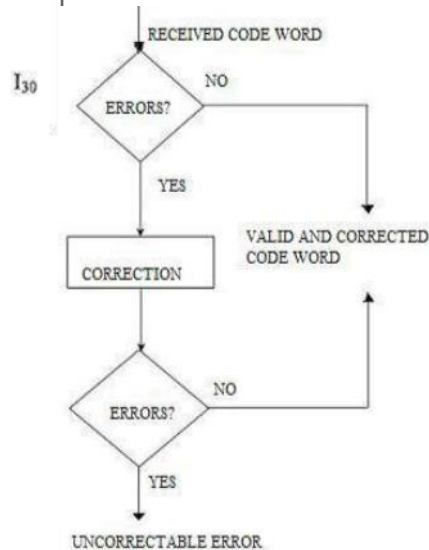 RECEIVED CODE WORD
I30
NO
ERRORS?
YES
VALID AND CORRECTED
CODE WORD
CORRECTION
NO
ERRORS?
YES
UNCORRECTABLE ERROR